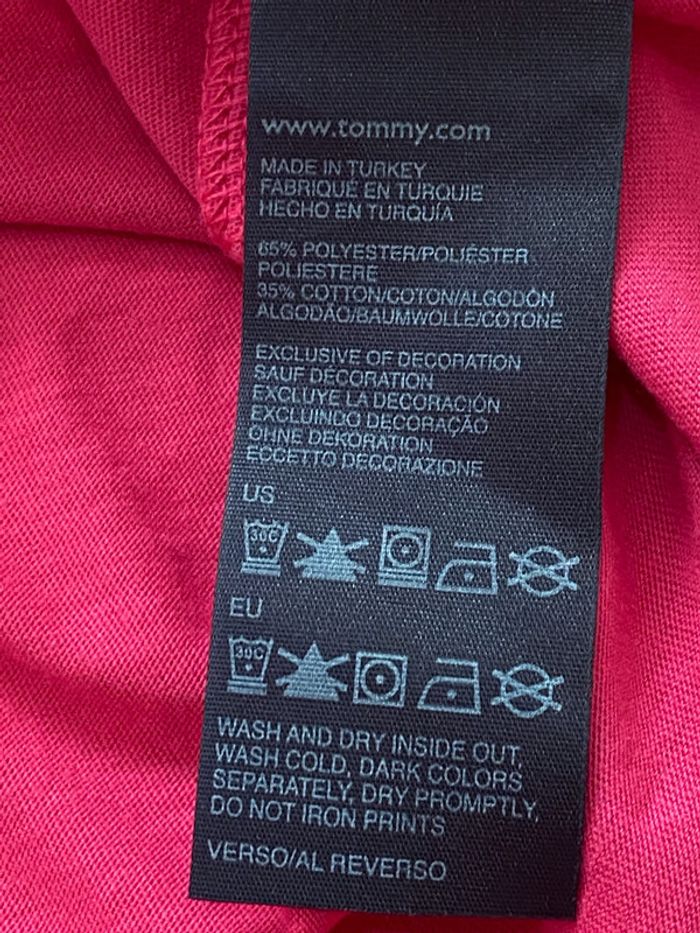 www.tommy.com
MADE IN TURKEY
FABRIQUÉ EN TURQUIE
HECHO EN TURQUÍA
65% POLYESTER/POLIÉSTER
POLIESTERE
35% COTTON/COTON/ALGODÓN
ALGODÃO/BAUMWOLLE/COTONE
EXCLUSIVE OF DECORATION
SAUF DÉCORATION
EXCLUYE LA DECORACIÓN
EXCLUINDO DECORAÇÃO
OHNE DEKORATION
ECCETTO DECORAZIONE
US
30C
EU
30C
WASH AND DRY INSIDE OUT,
WASH COLD, DARK COLORS
SEPARATELY, DRY PROMPTLY,
DO NOT IRON PRINTS
VERSO/AL REVERSO